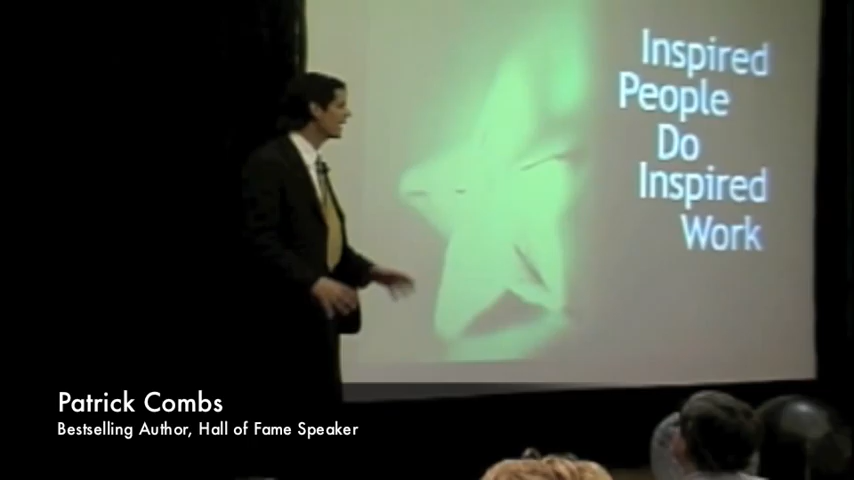 Inspired
People
Do
Inspired
Work
Patrick Combs
Bestselling Author, Hall of Fame Speaker